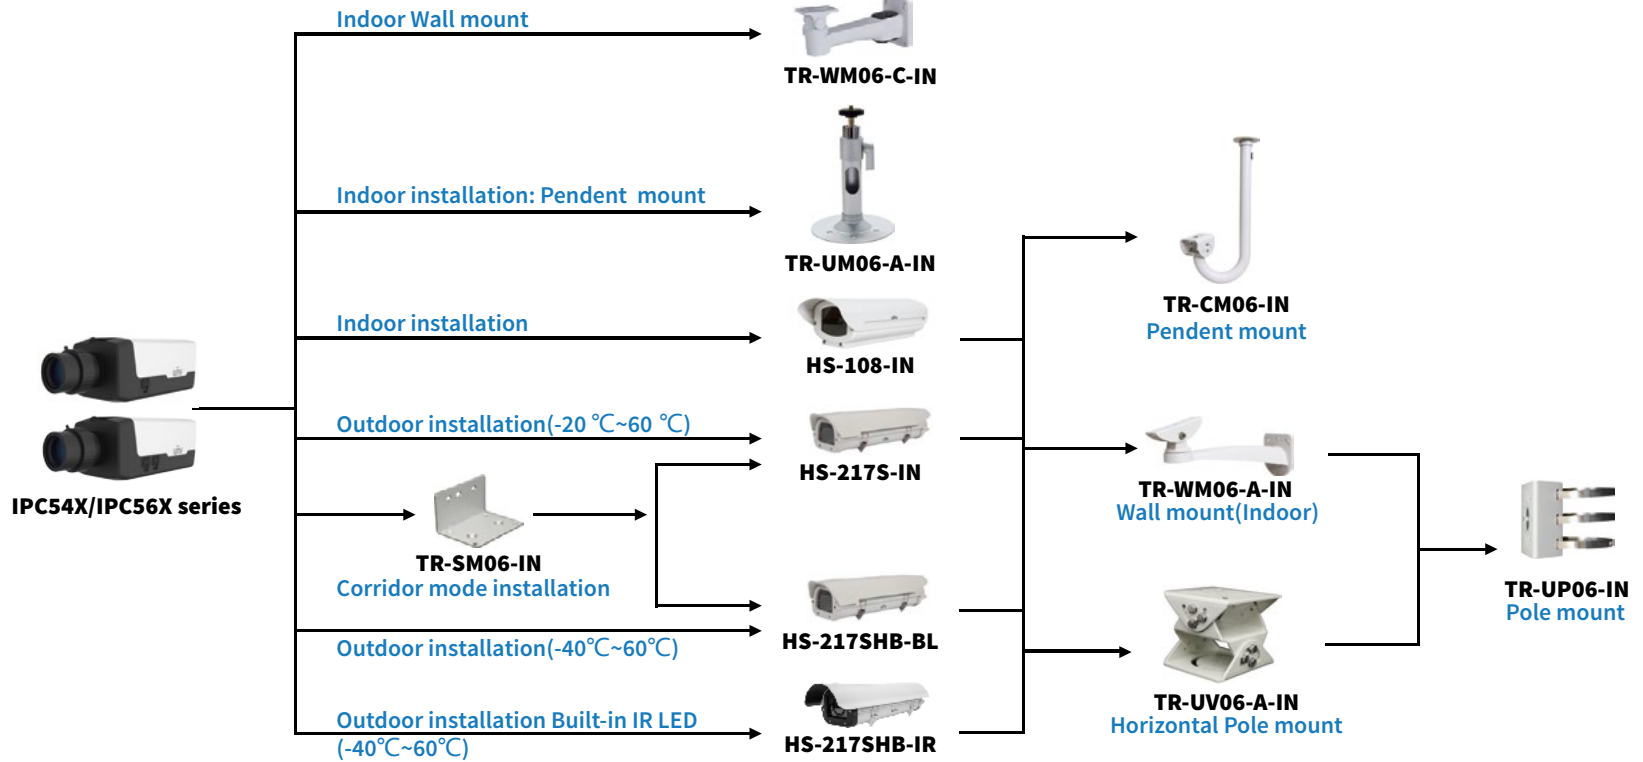 Indoor Wall mount
TR-WM06-C-IN
Indoor installation: Pendent mount
TR-UM06-A-IN
TR-CM06-IN
Pendent mount
Indoor installation
HS-108-IN
IPC54X/IPC56X series
Outdoor installation(-20 ℃~60 ℃)
HS-217S-IN
TR-WM06-A-IN
Wall mount(Indoor)
TR-SM06-IN
Corridor mode installation
TR-UP06-IN
Pole mount
Outdoor installation(-40℃~60℃)
HS-217SHB-BL
TR-UV06-A-IN
Horizontal Pole mount
Outdoor installation Built-in IR LED
(-40℃~60℃)
HS-217SHB-IR